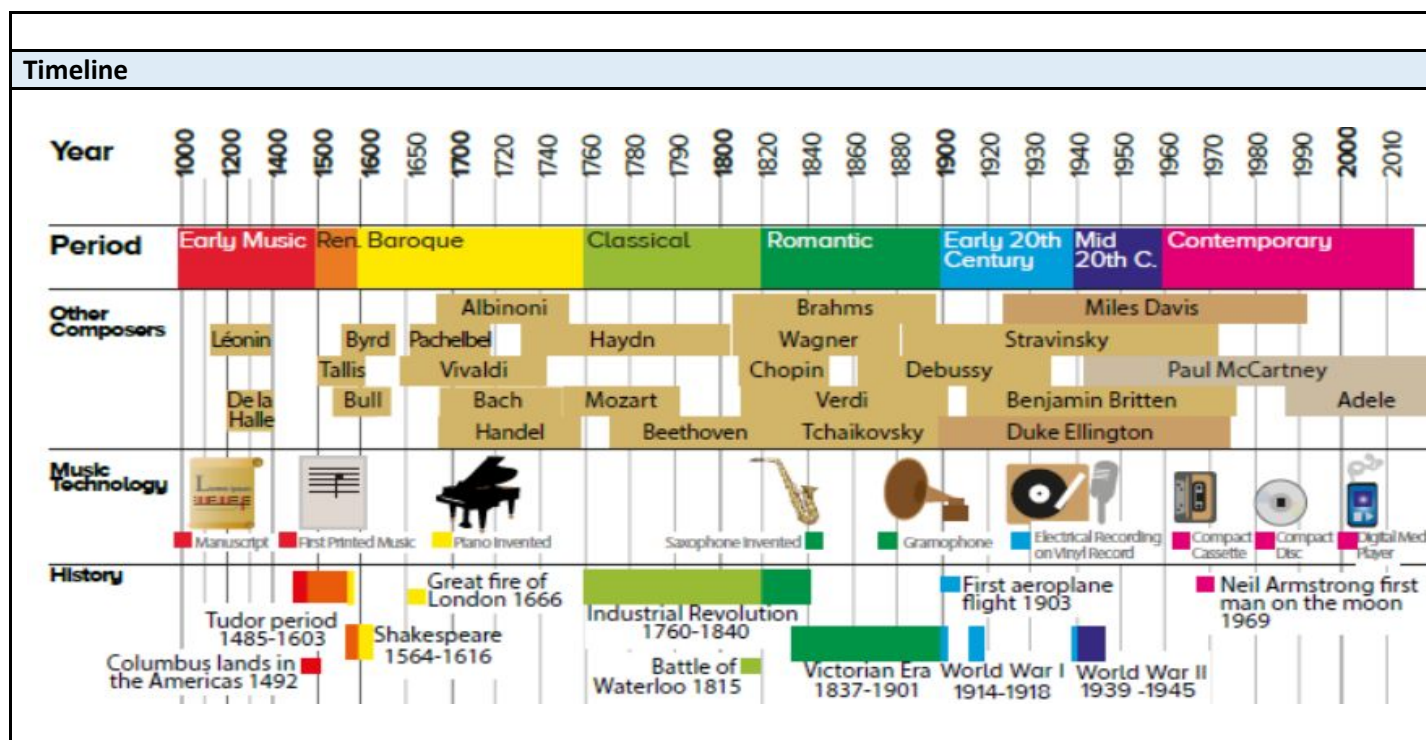 Timeline
Year 1000 1200 1400 1500 1600 1650 1700 1720 1740 1760 1780 1790 1800 1820 1840 1860 1880 1900 1920 1930 1940 1950 1960 1970 1980 1990 2000 2010
Period Early Music Ren. Baroque Classical Romantic Early 20th Century Mid 20th C. Contemporary
Other Composers
Albinoni Brahms Miles Davis
Léonin Byrd Pachelbel Haydn Wagner Stravinsky
Tallis Vivaldi Chopin Debussy Paul McCartney
De la Halle Bull Bach Mozart Verdi Benjamin Britten Adele
Handel Beethoven Tchaikovsky Duke Ellington
Music Technology
Manuscript First Printed Music Piano Invented Saxophone Invented Gramophone Electrical Recording on Vinyl Record Compact Cassette Compact Disc Digital Med Player
History
Tudor period 1485-1603
Great fire of London 1666
Industrial Revolution 1760-1840
First aeroplane flight 1903
Neil Armstrong first man on the moon 1969
Shakespeare 1564-1616
Columbus lands in the Americas 1492
Battle of Waterloo 1815
Victorian Era 1837-1901
World War I 1914-1918
World War II 1939 -1945